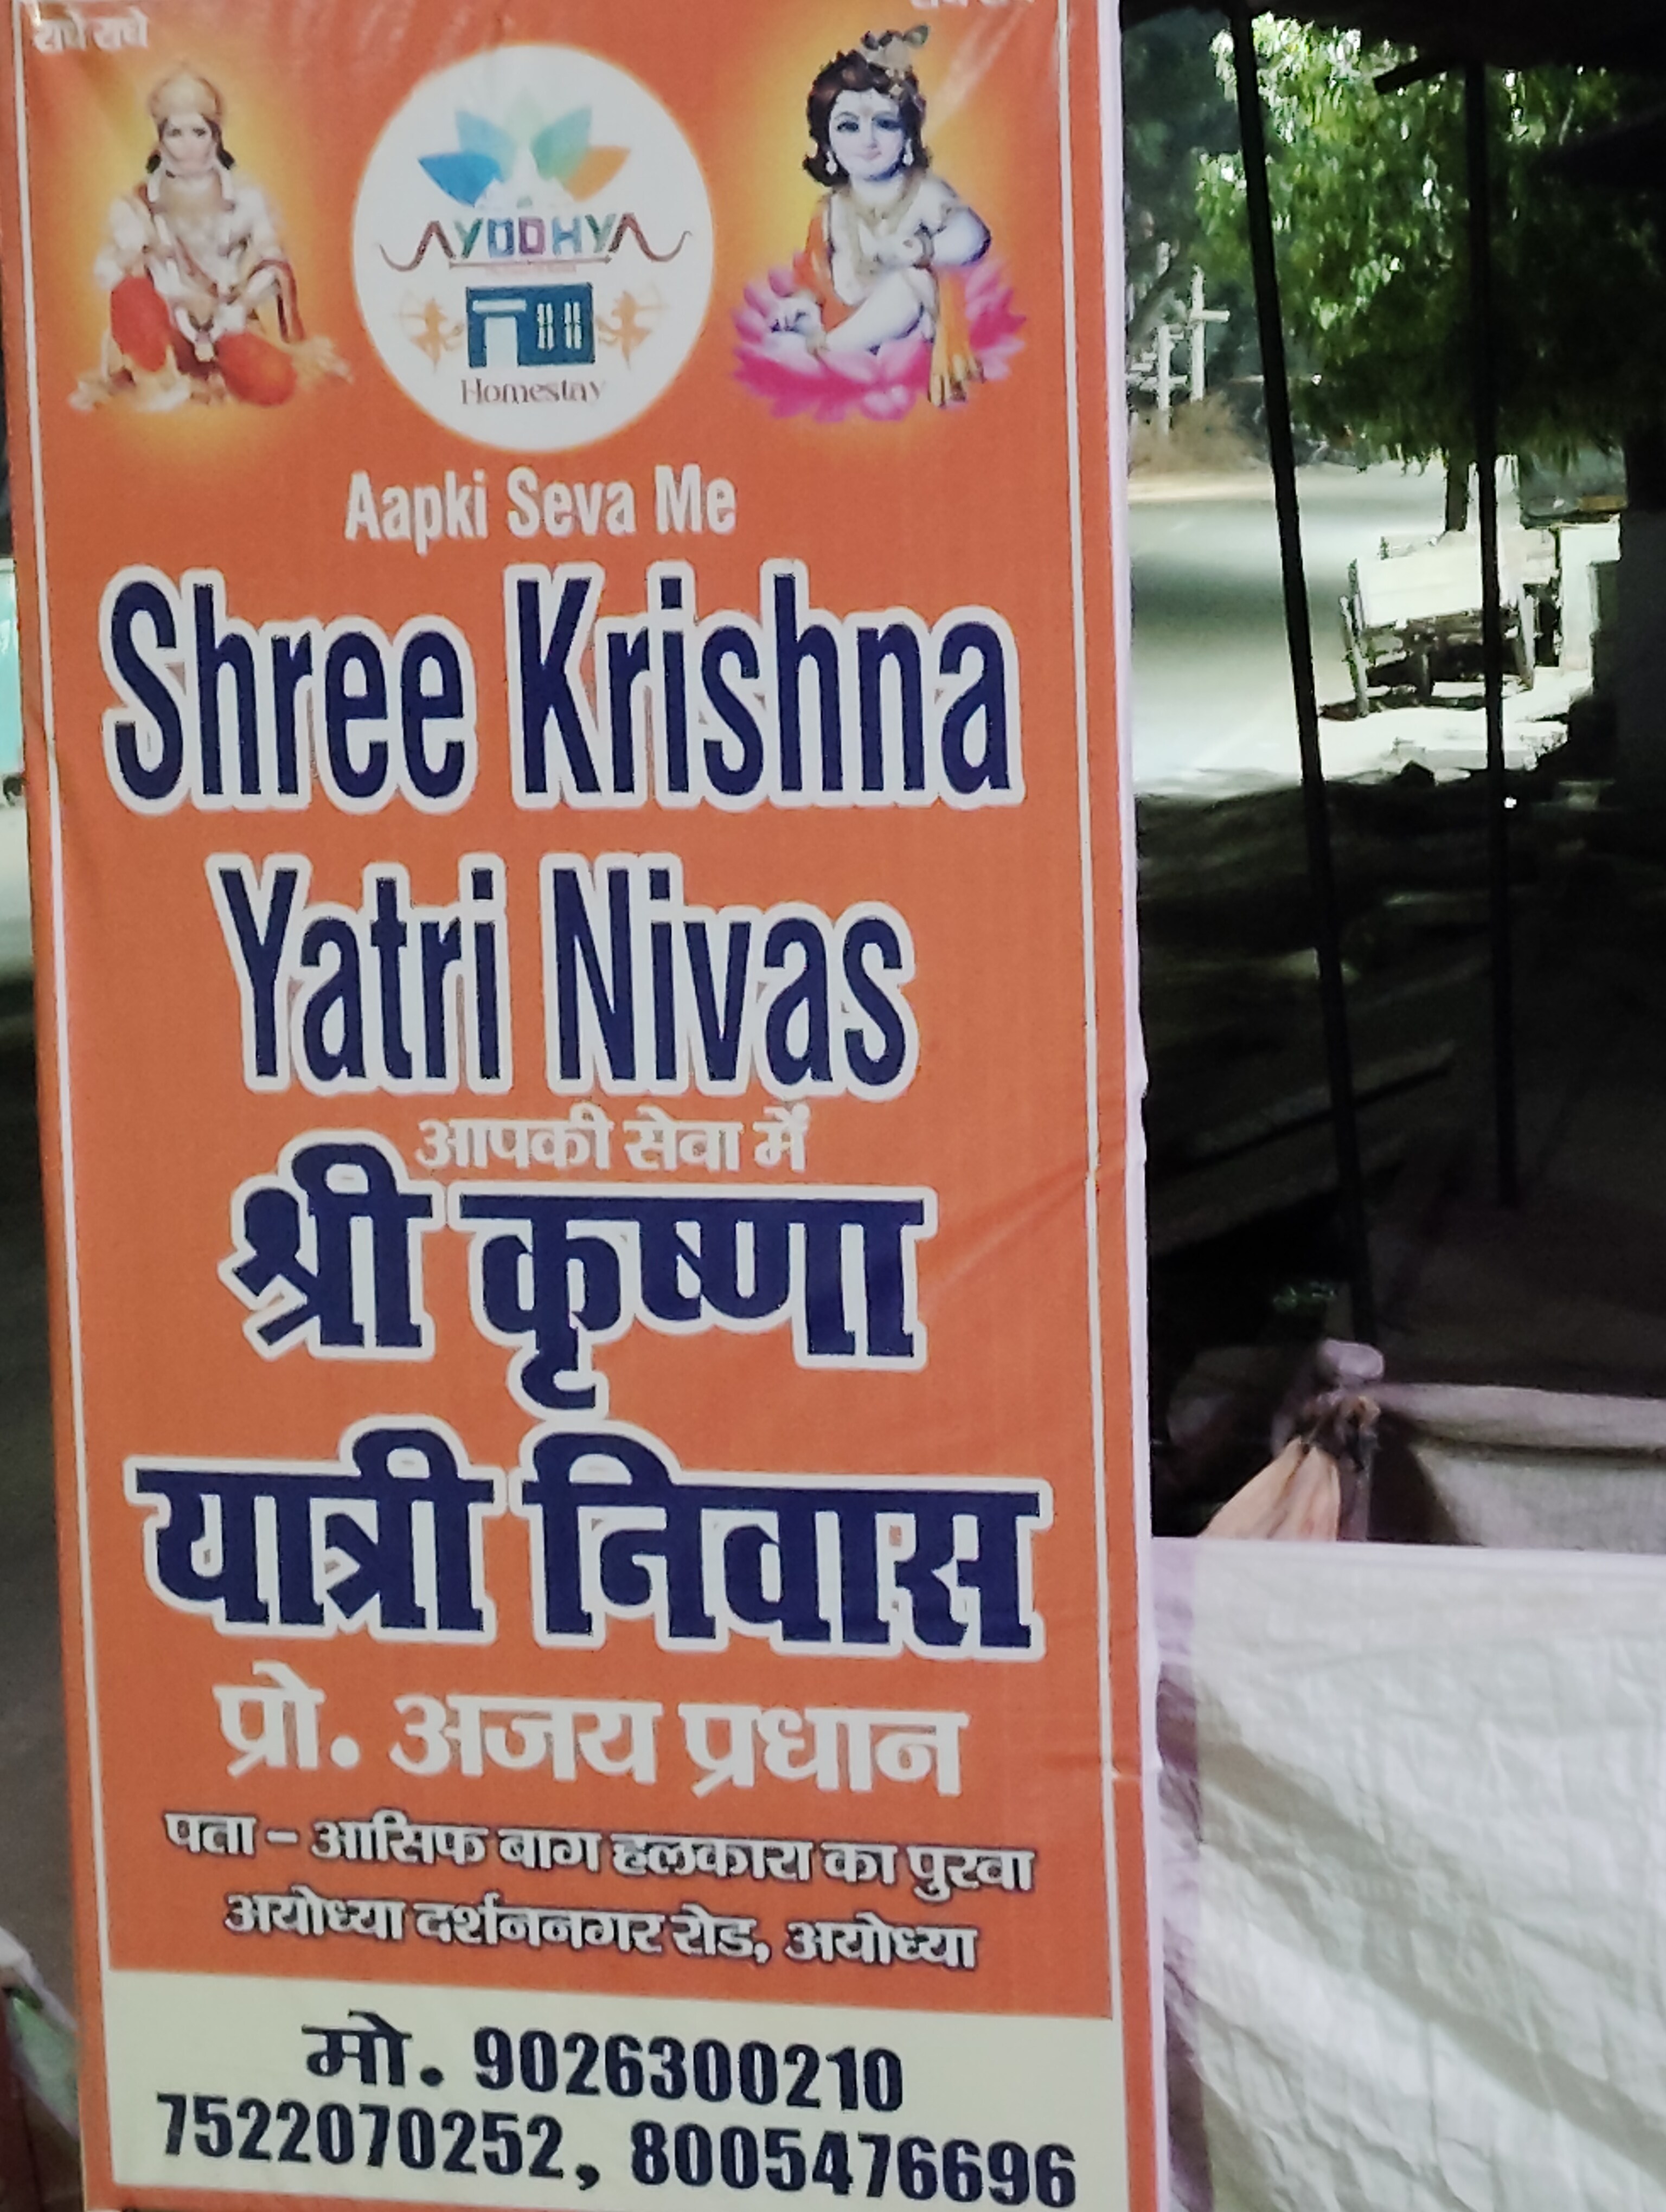 राधे राधे
AYODHYA
Homestay
Aapki Seva Me
Shree Krishna
Yatri Nivas
आपकी सेवा में
श्री कृष्णा
यात्री निवास
प्रो. अजय प्रधान
पता – आसिफ बाग हलकारा का पुरवा
अयोध्या दर्शननगर रोड, अयोध्या
मो. 9026300210
7522070252, 8005476696